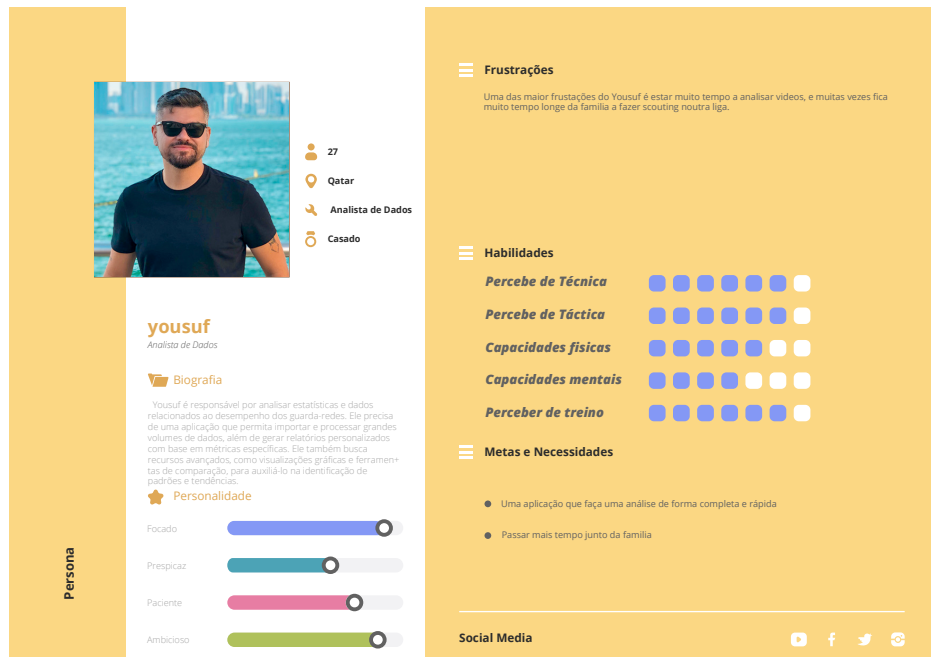 27
Qatar
Analista de Dados
Casado
yousuf
Analista de Dados
Biografia
Yousuf é responsável por analisar estatísticas e dados
relacionados ao desempenho dos guarda-redes. Ele precisa
de uma aplicação que permita importar e processar grandes
volumes de dados, além de gerar relatórios personalizados
com base em métricas específicas. Ele também busca
recursos avançados, como visualizações gráficas e ferramen+
tas de comparação, para auxiliá-lo na identificação de
padrões e tendências.
Personalidade
Focado
Prespicaz
Paciente
Ambicioso
Persona
Frustrações
Uma das maior frustações do Yousuf é estar muito tempo a analisar videos, e muitas vezes fica
muito tempo longe da familia a fazer scouting noutra liga.
Habilidades
Percebe de Técnica
Percebe de Táctica
Capacidades fisicas
Capacidades mentais
Perceber de treino
Metas e Necessidades
Uma aplicação que faça uma análise de forma completa e rápida
Passar mais tempo junto da familia
Social Media